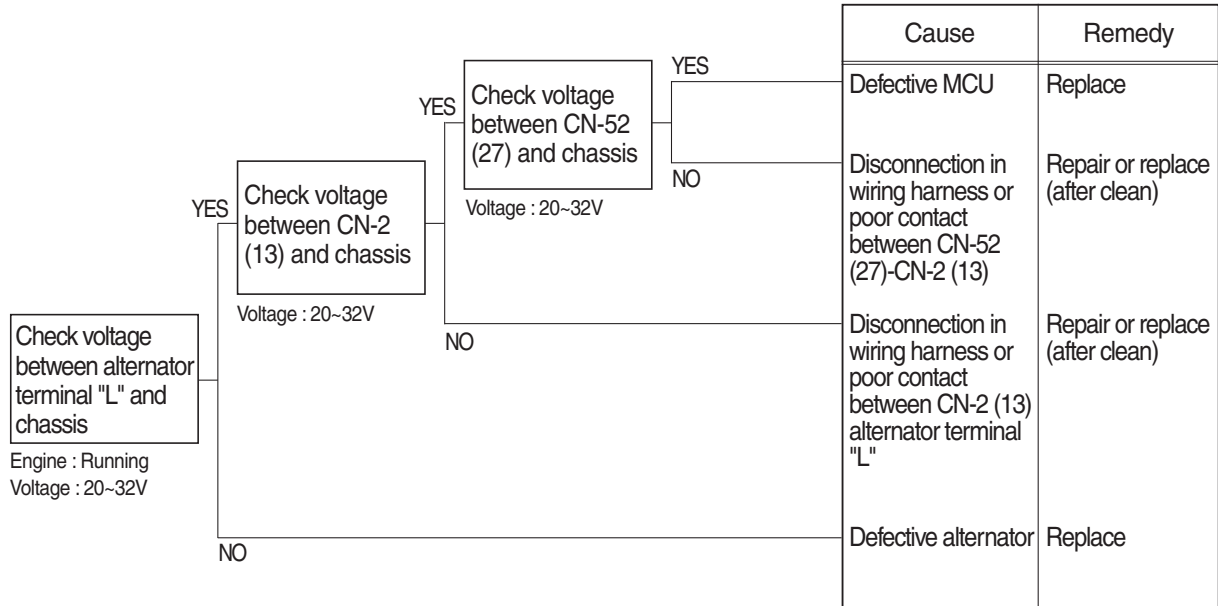 Check voltage
between alternator
terminal "L" and
chassis
Engine : Running
Voltage : 20~32V
YES
NO
Check voltage
between CN-2
(13) and chassis
Voltage : 20~32V
YES
NO
Check voltage
between CN-52
(27) and chassis
Voltage : 20~32V
YES
NO
Cause
Remedy
Defective MCU
Replace
Disconnection in
wiring harness or
poor contact
between CN-52
(27)-CN-2 (13)
Repair or replace
(after clean)
Disconnection in
wiring harness or
poor contact
between CN-2 (13)
alternator terminal
"L"
Repair or replace
(after clean)
Defective alternator
Replace